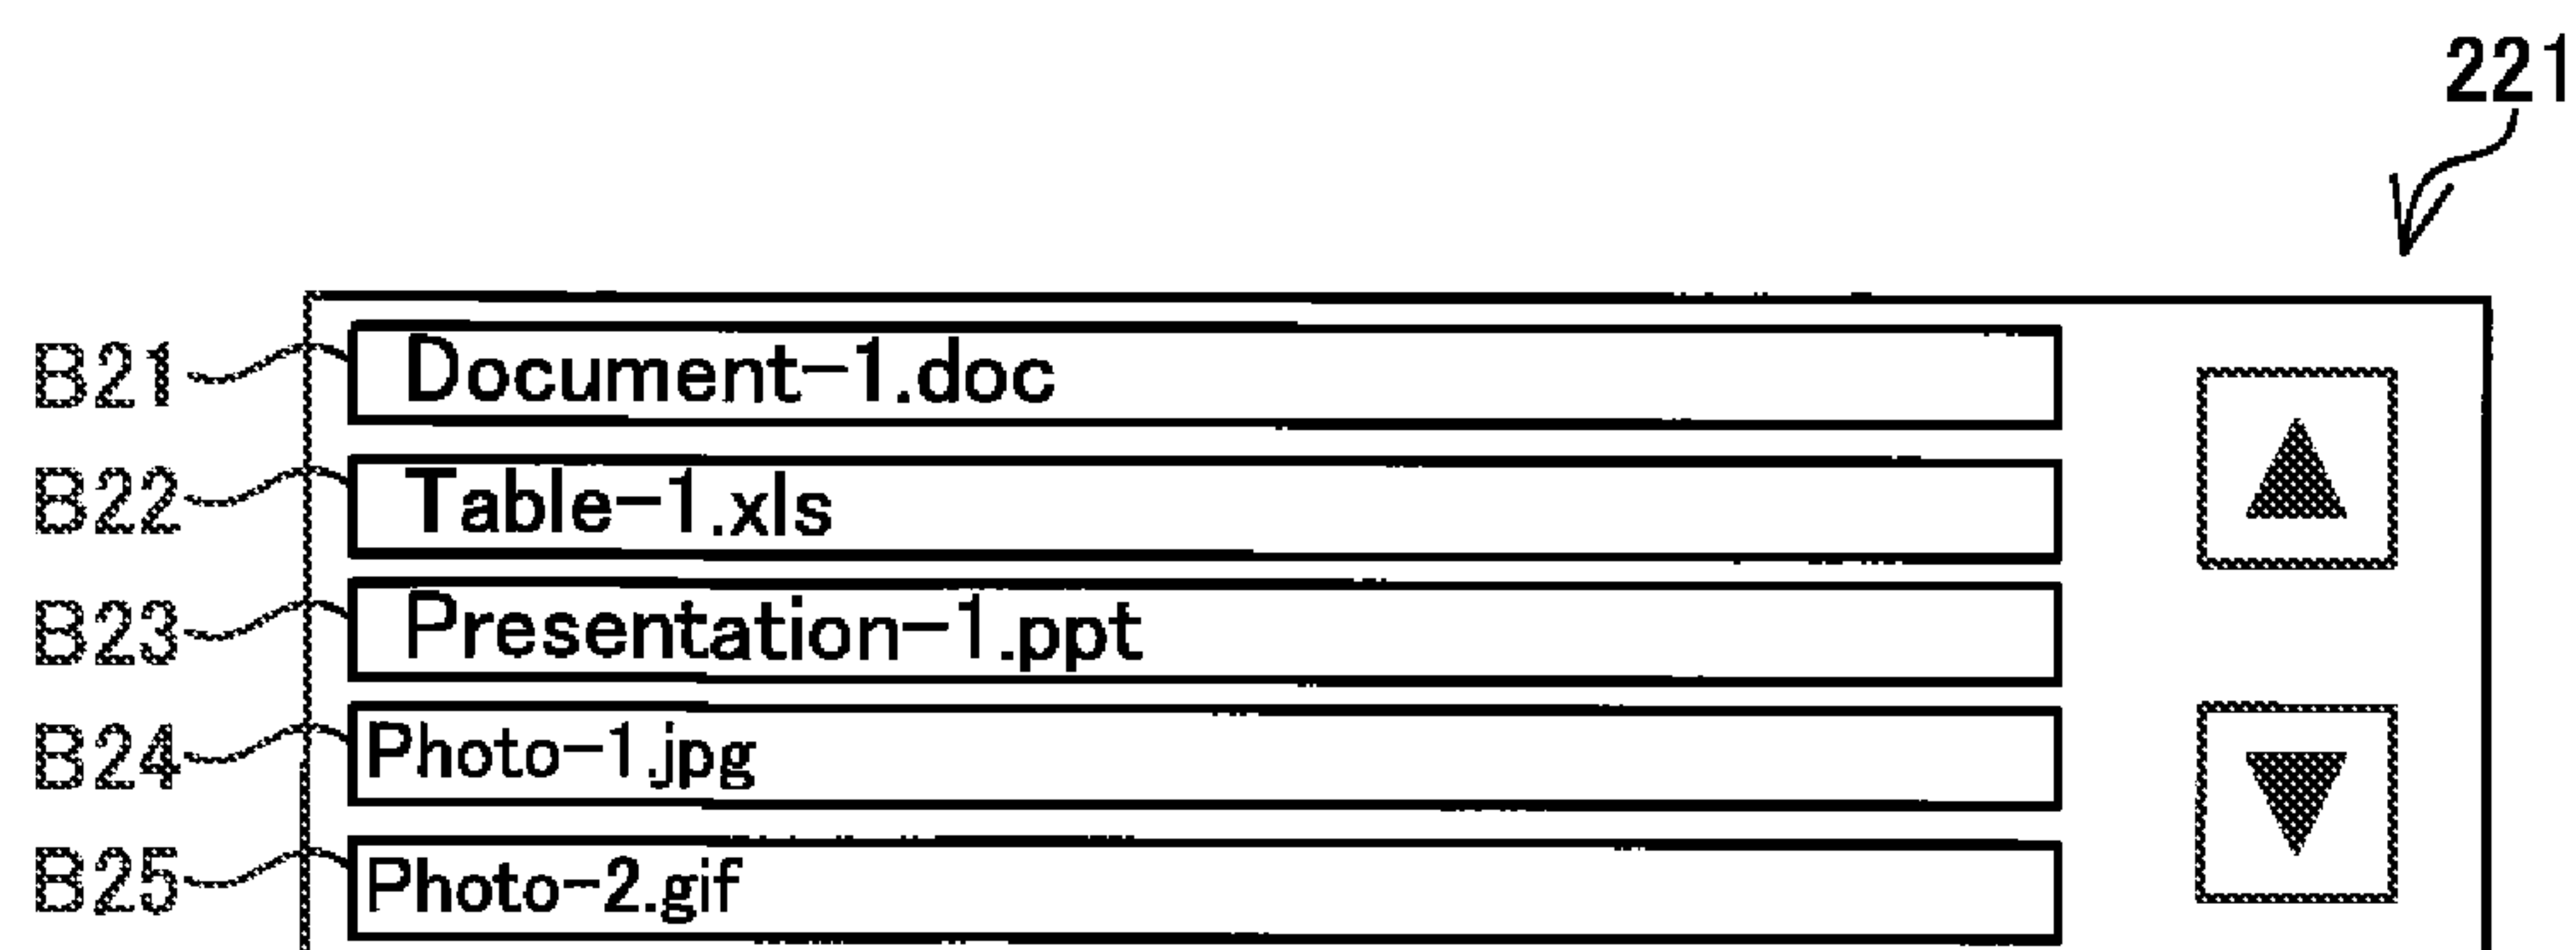 221
B21 Document-1.doc
B22 Table-1.xls
B23 Presentation-1.ppt
B24 Photo-1.jpg
B25 Photo-2.gif